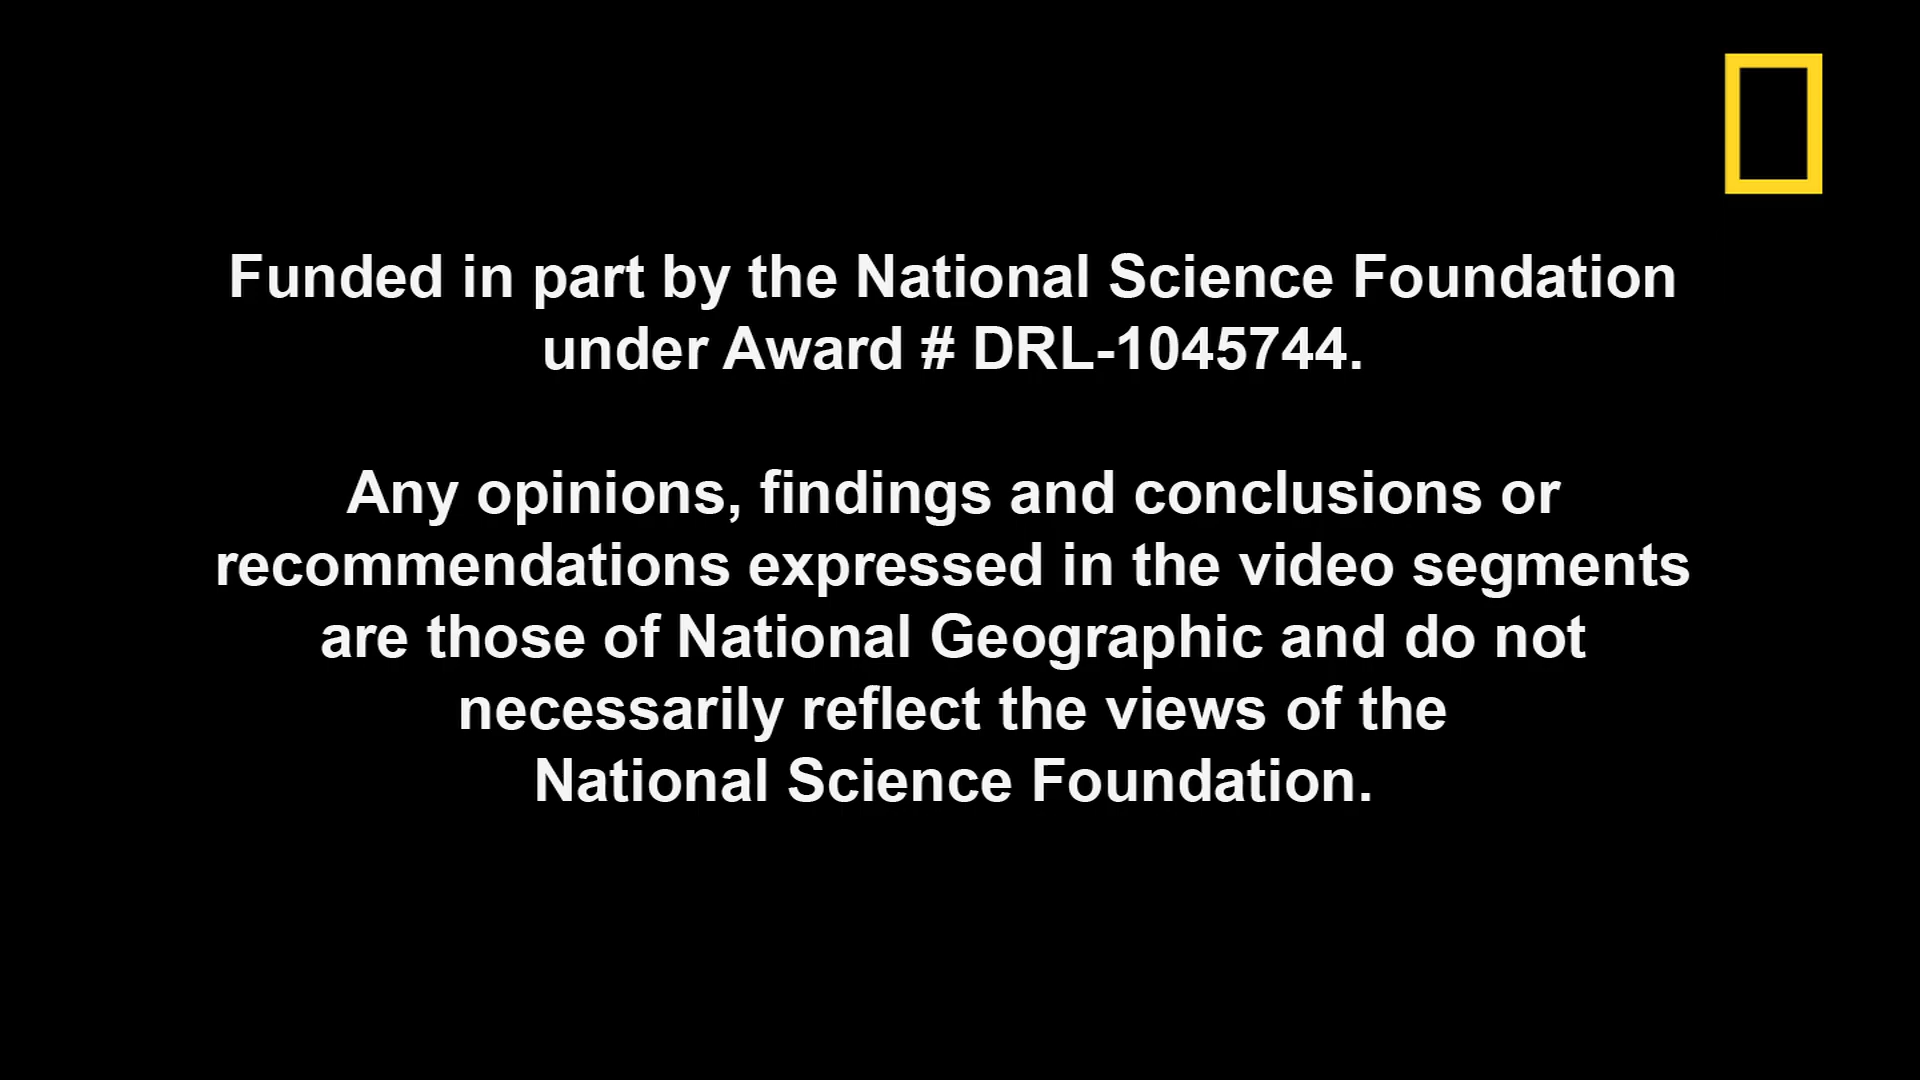 Funded in part by the National Science Foundation
under Award # DRL-1045744.
Any opinions, findings and conclusions or
recommendations expressed in the video segments
are those of National Geographic and do not
necessarily reflect the views of the
National Science Foundation.